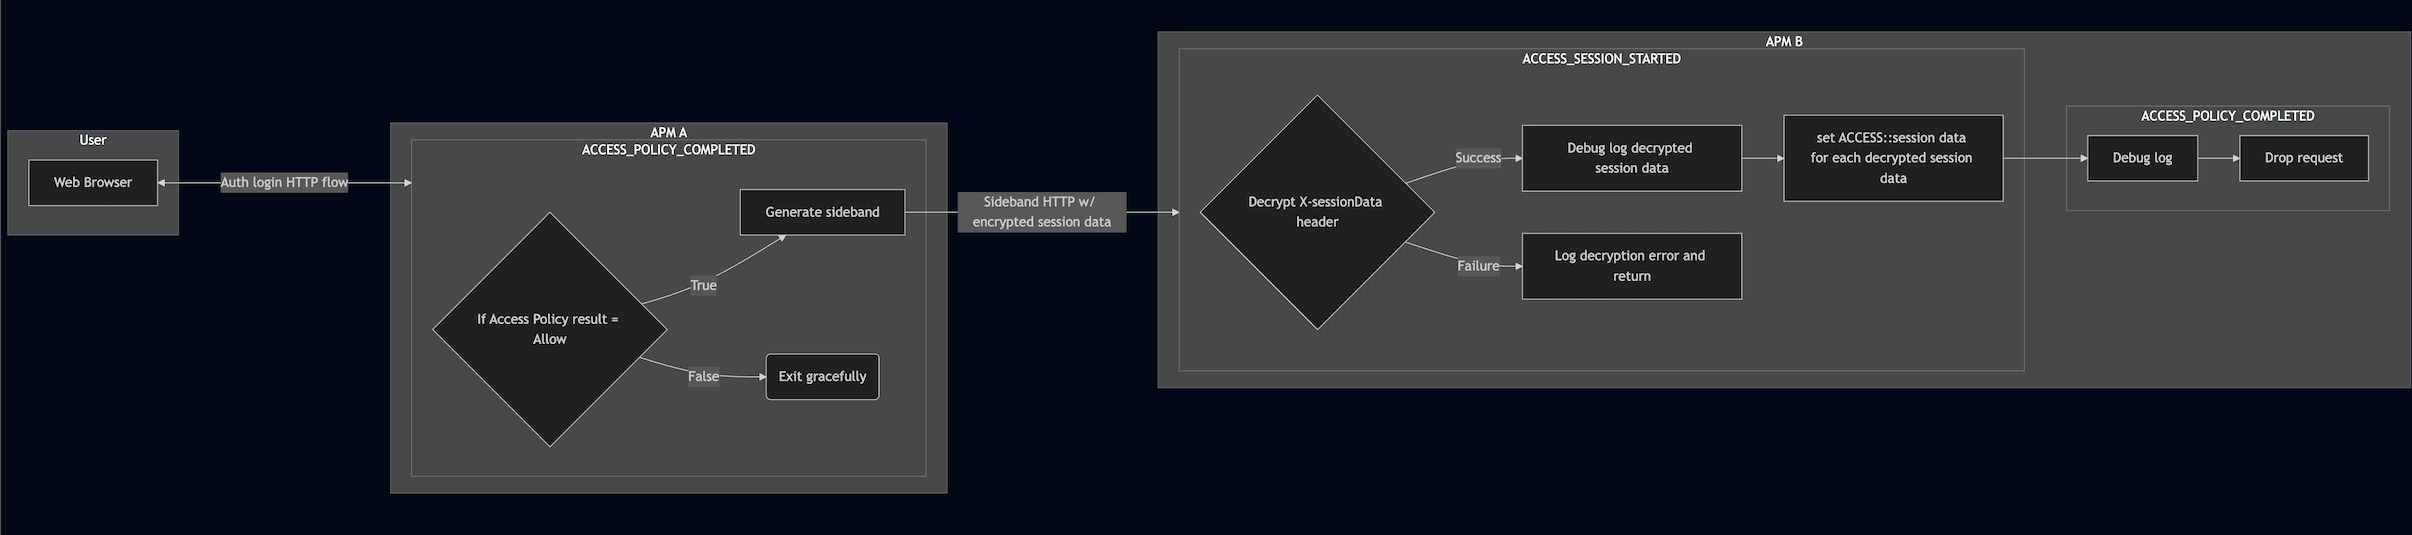 User
Web Browser
Auth login HTTP flow
APM A
ACCESS_POLICY_COMPLETED
If Access Policy result =
Allow
True
Generate sideband
False
Exit gracefully
Sideband HTTP w/
encrypted session data
APM B
ACCESS_SESSION_STARTED
Decrypt X-sessionData
header
Success
Debug log decrypted
session data
set ACCESS::session data
for each decrypted session
data
Failure
Log decryption error and
return
ACCESS_POLICY_COMPLETED
Debug log
Drop request